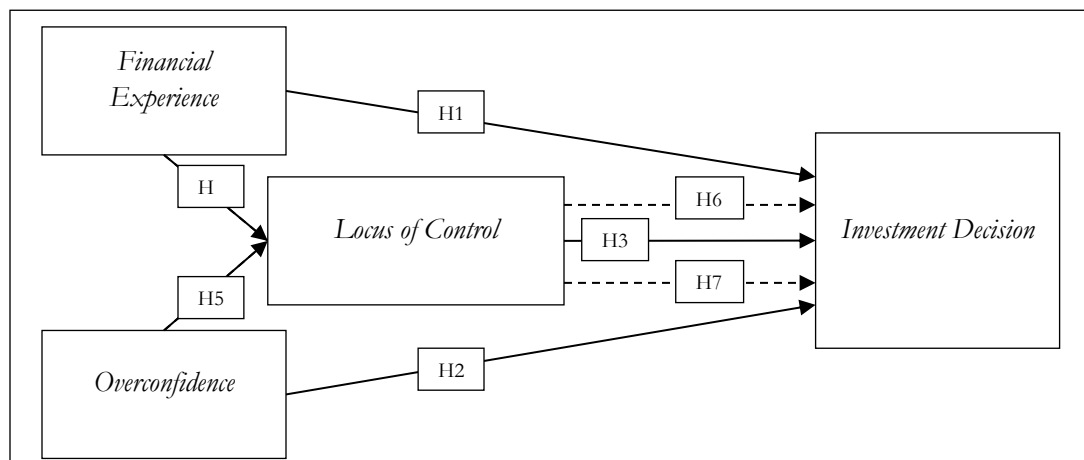 Financial
Experience
H1
H
Locus of Control
H6
H3
H7
Investment Decision
H5
Overconfidence
H2